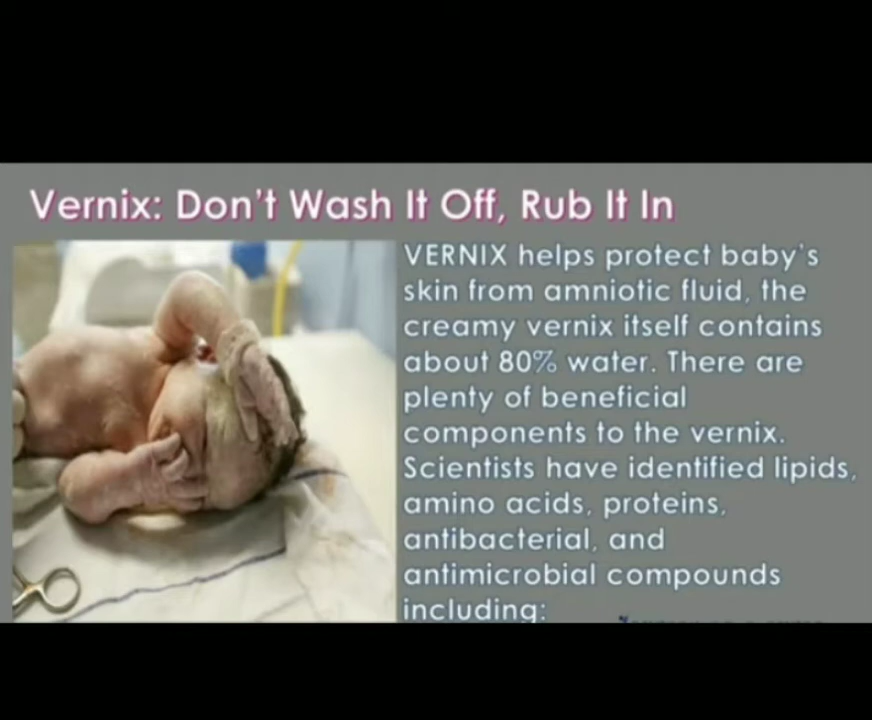 Vernix: Don't Wash It Off, Rub It In
VERNIX helps protect baby's
skin from amniotic fluid, the
creamy vernix itself contains
about 80% water. There are
plenty of beneficial
components to the vernix.
Scientists have identified lipids,
amino acids, proteins,
antibacterial, and
antimicrobial compounds
including: